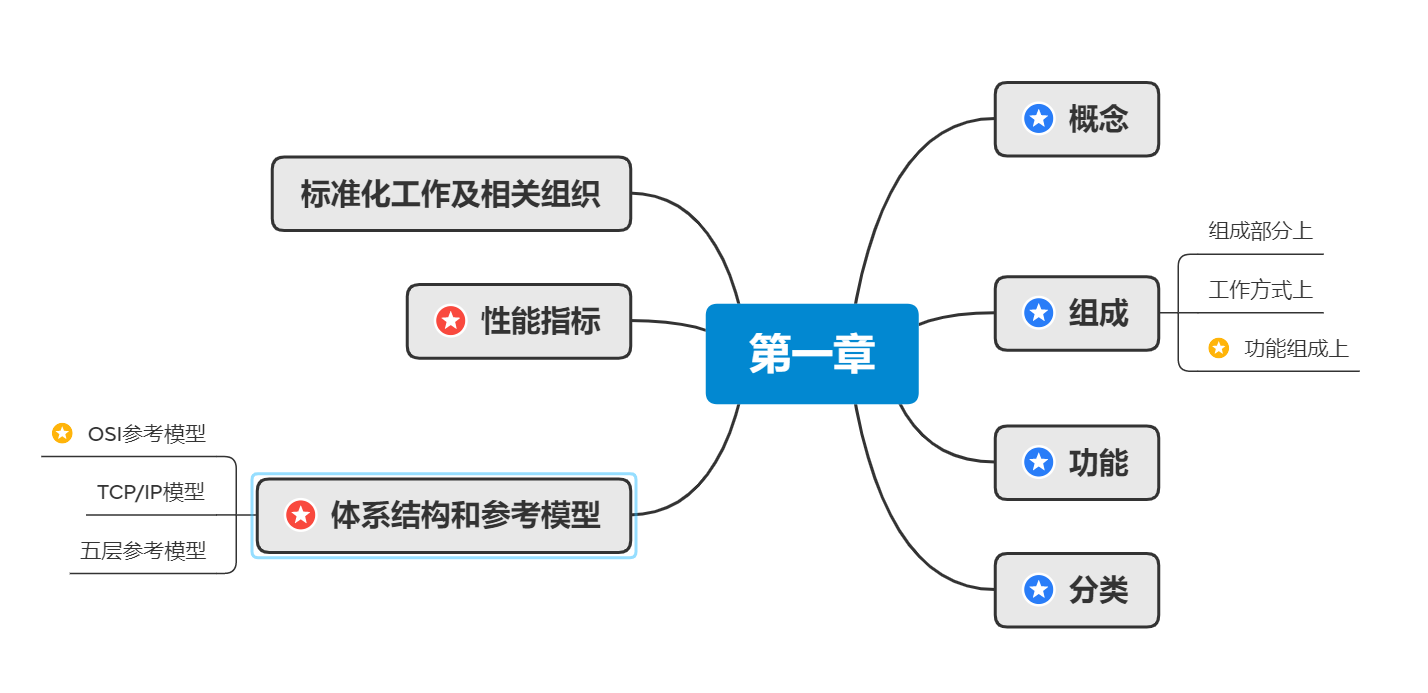 第一章
概念
组成
组成部分上
工作方式上
功能组成上
功能
分类
标准化工作及相关组织
性能指标
体系结构和参考模型
OSI参考模型
TCP/IP模型
五层参考模型